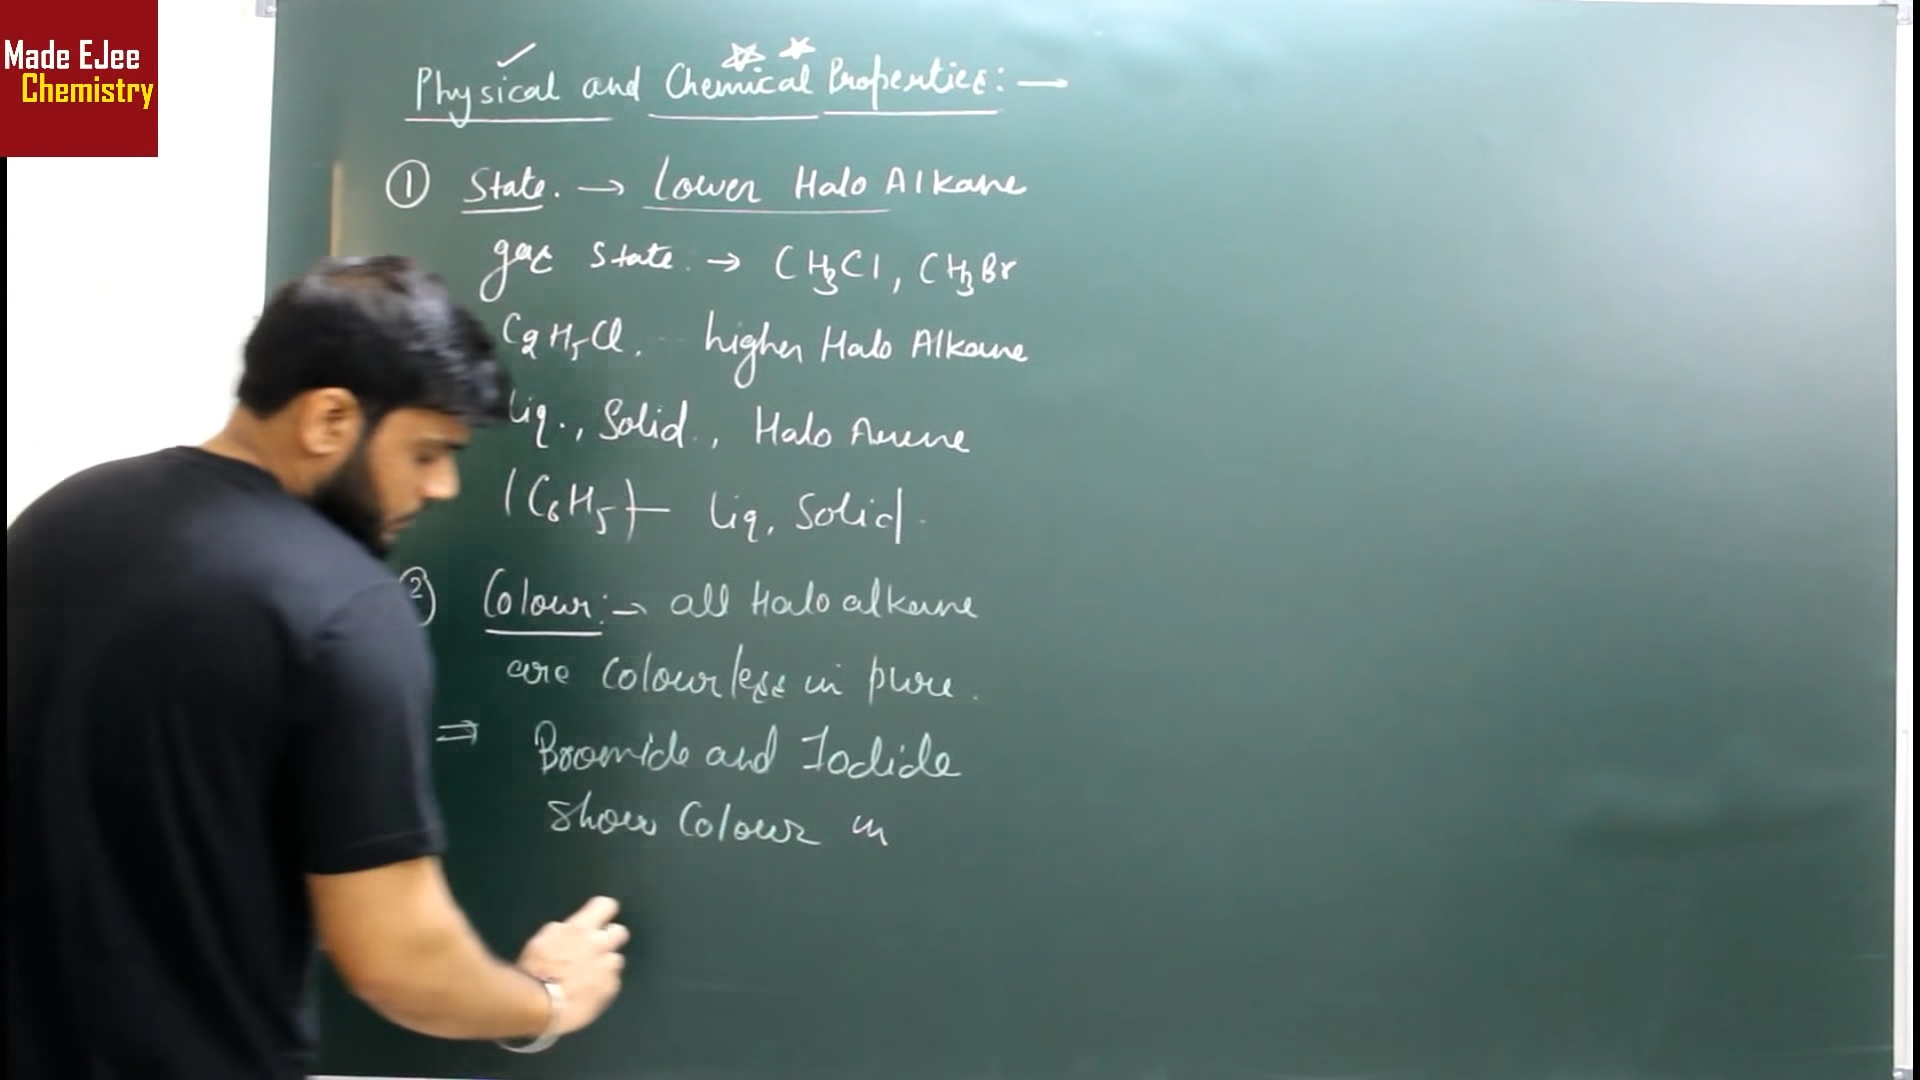 Made EJee
Chemistry
Physical and Chemical Properties: →
① State. → Lower Halo Alkane
gas state. → CH3Cl, CH3Br
C2H5Cl. higher Halo Alkane
Liq., Solid., Halo Arene
(C6H5)— Liq, Solid.
② Colour:→ all Halo alkane
are colourless in pure.
⇒ Bromide and Iodide
show Colour in